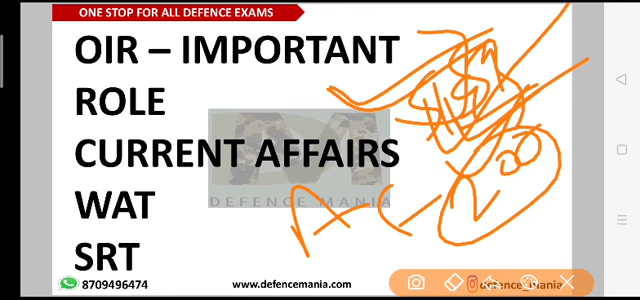 ONE STOP FOR ALL DEFENCE EXAMS
OIR – IMPORTANT
ROLE
CURRENT AFFAIRS
WAT
SRT
DEFENCE MANIA
8709496474
www.defencemania.com
defence_mania